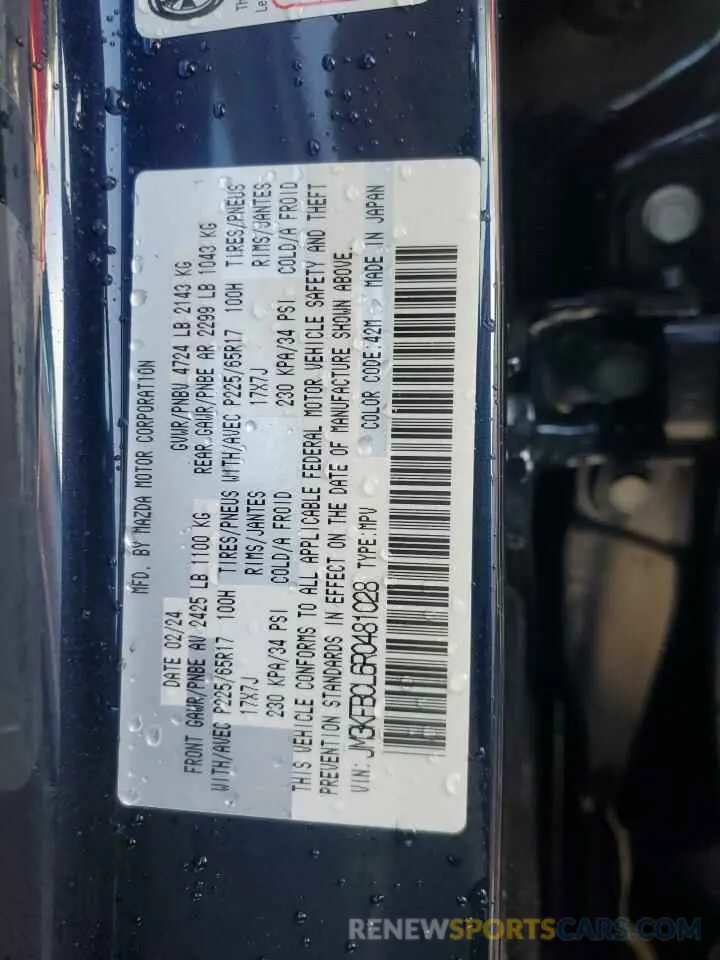 TH
Le
MFD. BY MAZDA MOTOR CORPORATION
DATE 02/24 GVWR/PNBV 4724 LB 2143 KG
FRONT GAWR/PNBE AV 2425 LB 1100 KG REAR GAWR/PNBE AR 2299 LB 1043 KG
WITH/AVEC P225/65R17 100H TIRES/PNEUS WITH/AVEC P225/65R17 100H TIRES/PNEUS
17X7J RIMS/JANTES 17X7J RIMS/JANTES
230 KPA/34 PSI COLD/A FROID 230 KPA/34 PSI COLD/A FROID
THIS VEHICLE CONFORMS TO ALL APPLICABLE FEDERAL MOTOR VEHICLE SAFETY AND THEFT
PREVENTION STANDARDS IN EFFECT ON THE DATE OF MANUFACTURE SHOWN ABOVE.
VIN: JM3KFBCL6R0481028 TYPE:MPV COLOR CODE:42M MADE IN JAPAN
RENEWSPORTSCARS.COM